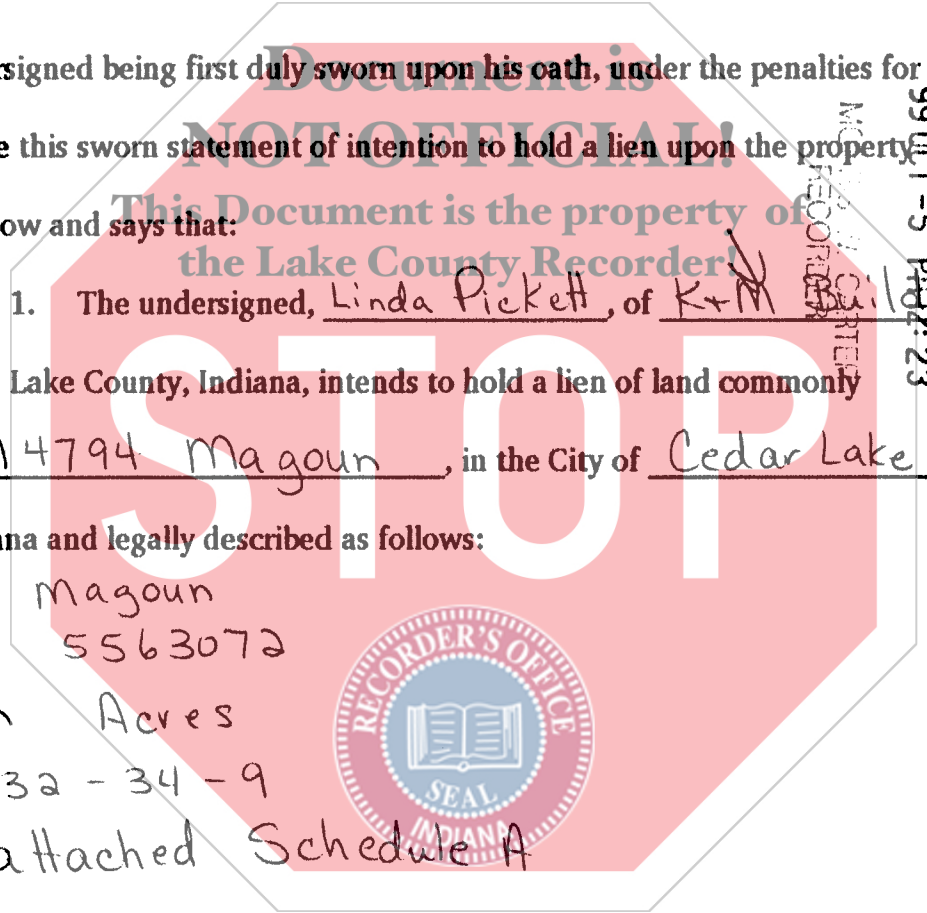 Document is
signed being first duly sworn upon his oath, under the penalties for
NOT OFFICIAL!
e this sworn statement of intention to hold a lien upon the property
This Document is the property of
ow and says that:
the Lake County Recorder!
1. The undersigned, Linda Pickett, of K+M Buil
Lake County, Indiana, intends to hold a lien of land commonly
4794 Magoun, in the City of Cedar Lake
na and legally described as follows:
STOP
Magoun
5563072
Acres
32 - 34 - 9
attached Schedule A
RECORDER'S OFFICE
SEAL
INDIANA
RECORDER
CARTER